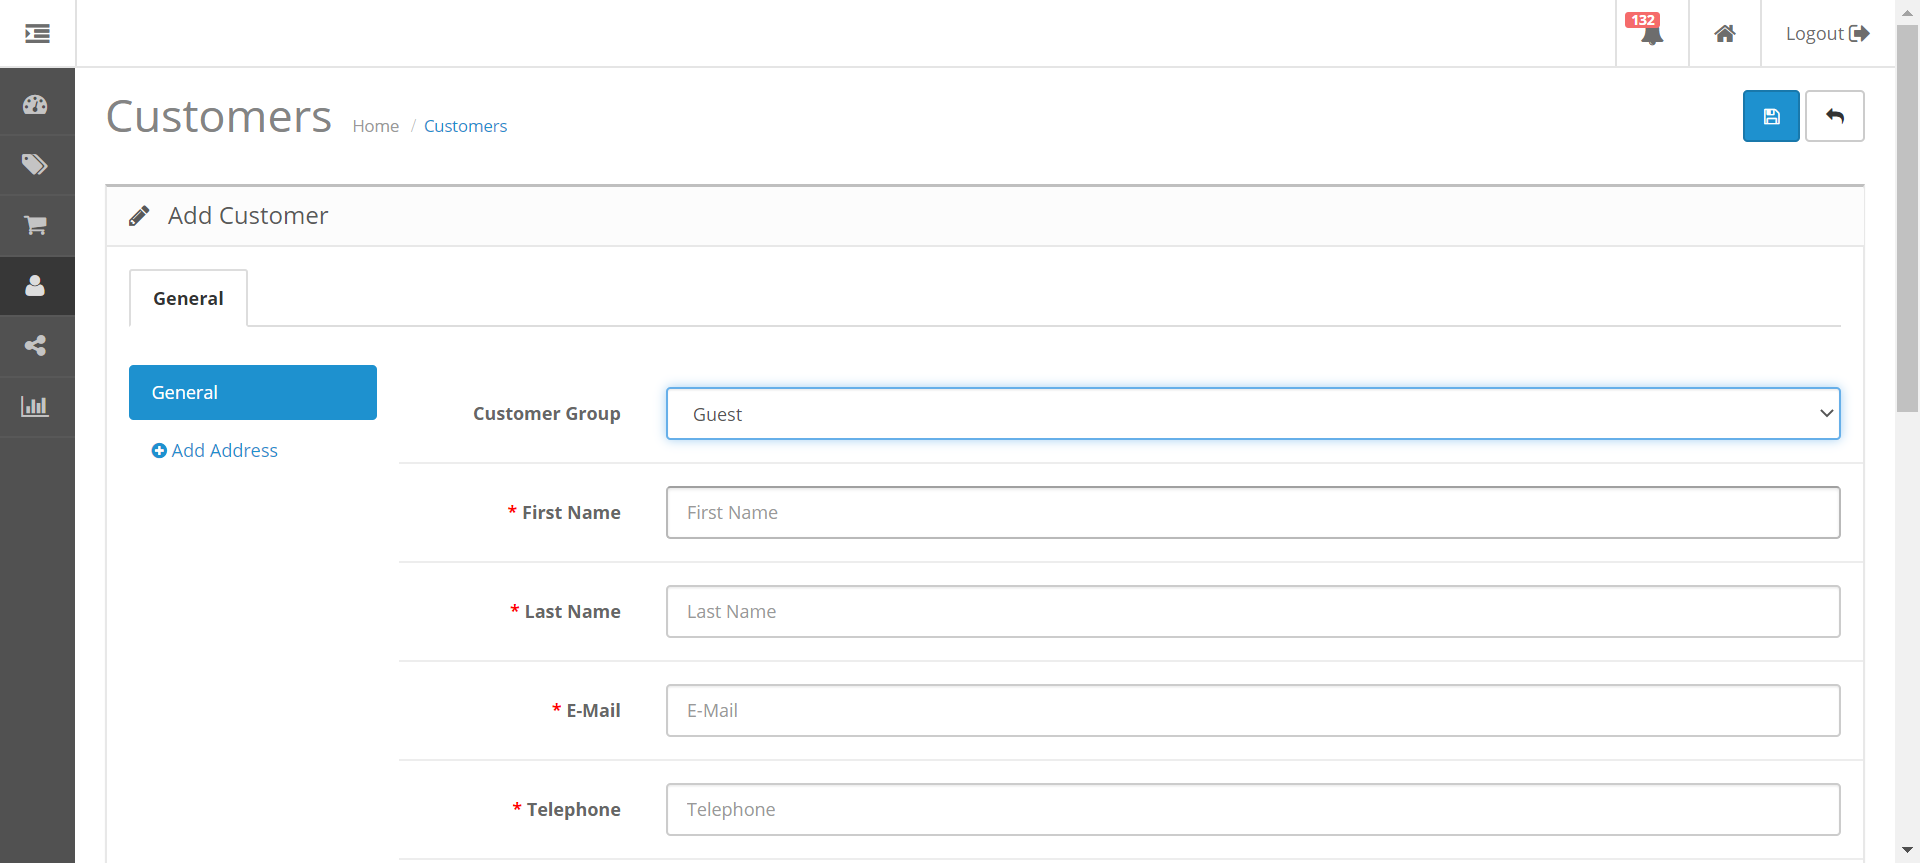 132
Logout
Customers
Home / Customers
Add Customer
General
General
Add Address
Customer Group
Guest
* First Name
First Name
* Last Name
Last Name
* E-Mail
E-Mail
* Telephone
Telephone